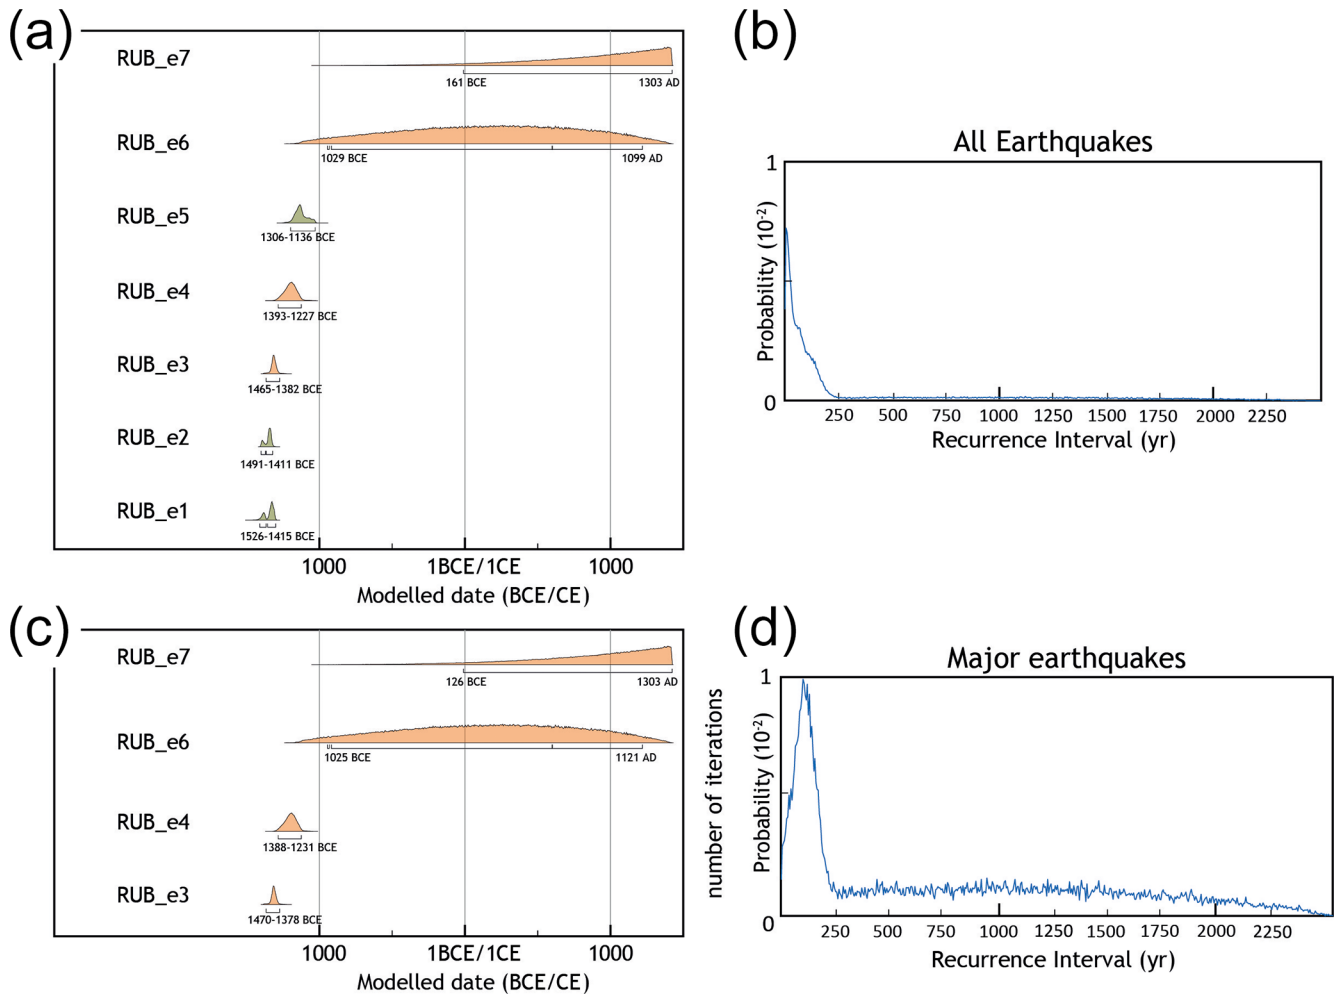 (a)
RUB_e7
161 BCE
1303 AD
RUB_e6
1029 BCE
1099 AD
RUB_e5
1306-1136 BCE
RUB_e4
1393-1227 BCE
RUB_e3
1465-1382 BCE
RUB_e2
1491-1411 BCE
RUB_e1
1526-1415 BCE
1000 1BCE/1CE 1000
Modelled date (BCE/CE)
(b)
All Earthquakes
1
Probability (10-2)
0
250 500 750 1000 1250 1500 1750 2000 2250
Recurrence Interval (yr)
(c)
RUB_e7
126 BCE
1303 AD
RUB_e6
1025 BCE
1121 AD
RUB_e4
1388-1231 BCE
RUB_e3
1470-1378 BCE
1000 1BCE/1CE 1000
Modelled date (BCE/CE)
(d)
Major earthquakes
1
number of iterations
Probability (10-2)
0
250 500 750 1000 1250 1500 1750 2000 2250
Recurrence Interval (yr)